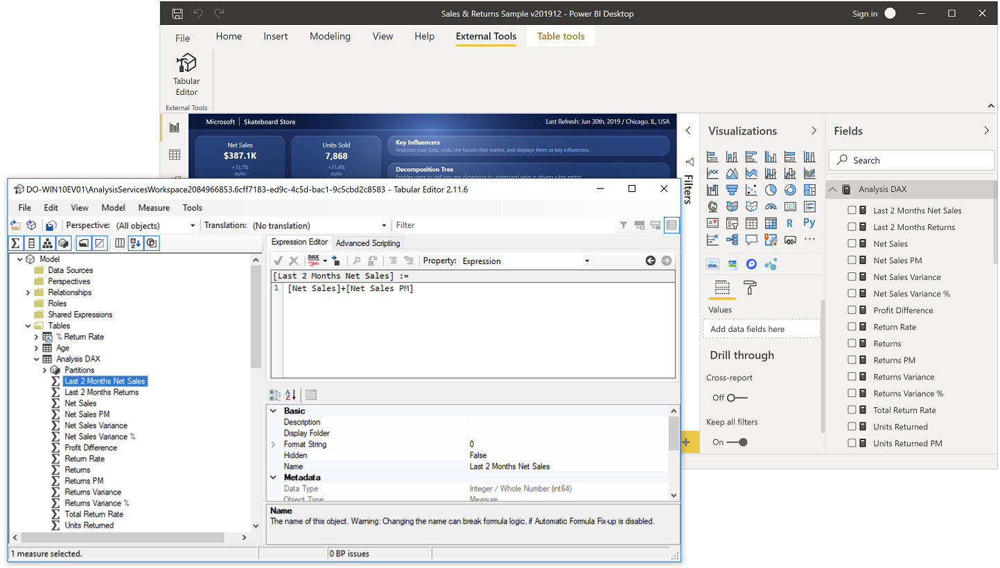 Sales & Returns Sample v201912 - Power BI Desktop
Sign in
File Home Insert Modeling View Help External Tools Table tools
Tabular
Editor
External Tools
Microsoft Skateboard Store
Last Refresh: Jun 30th, 2019 / Chicago, IL, USA
Net Sales
$387.1K
+72.7%
m/m
Units Sold
7,868
+71.4%
m/m
Key Influencers
Analyzes your data, ranks the factors that matter, and displays them as key influencers.
Decomposition Tree
Enables users to drill into any dimension to understand what is driving a key metric
Filters
Visualizations
123
R Py
Values
Add data fields here
Drill through
Cross-report
Off
Keep all filters
On
Fields
Search
Analysis DAX
Last 2 Months Net Sales
Last 2 Months Returns
Net Sales
Net Sales PM
Net Sales Variance
Net Sales Variance %
Profit Difference
Return Rate
Returns
Returns PM
Returns Variance
Returns Variance %
Total Return Rate
Units Returned
Units Returned PM
DO-WIN10EV01\AnalysisServicesWorkspace2084966853.6cff7183-ed9c-4c5d-bac1-9c5cbd2c8583 - Tabular Editor 2.11.6
File Edit View Model Measure Tools
Perspective: (All objects) Translation: (No translation) Filter
Model
Data Sources
Perspectives
Relationships
Roles
Shared Expressions
Tables
% Return Rate
Age
Analysis DAX
Partitions
Last 2 Months Net Sales
Last 2 Months Returns
Net Sales
Net Sales PM
Net Sales Variance
Net Sales Variance %
Profit Difference
Return Rate
Returns
Returns PM
Returns Variance
Returns Variance %
Total Return Rate
Units Returned
Expression Editor Advanced Scripting
DAX Property: Expression
[Last 2 Months Net Sales] :=
1 [Net Sales]+[Net Sales PM]
Basic
Description
Display Folder
Format String 0
Hidden False
Name Last 2 Months Net Sales
Metadata
Data Type Integer / Whole Number (int64)
Object Type Measure
Name
The name of this object. Warning: Changing the name can break formula logic, if Automatic Formula Fix-up is disabled.
1 measure selected.
0 BP issues